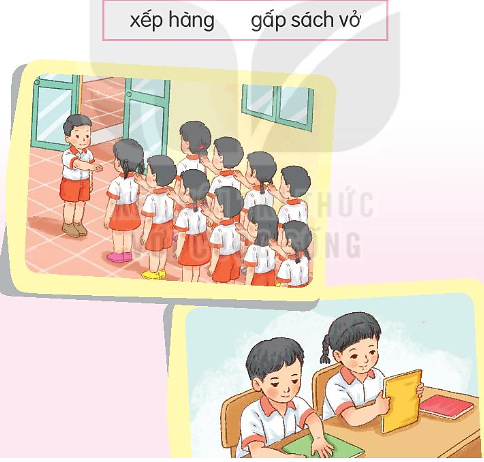 xếp hàng gấp sách vở